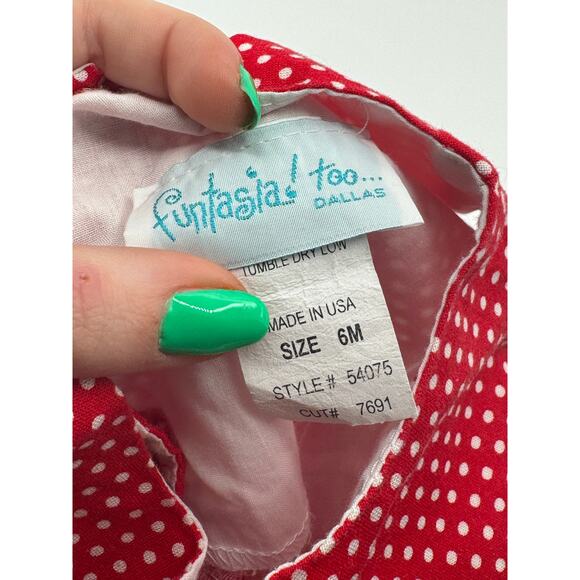 funtasia! too...
DALLAS
TUMBLE DRY LOW
MADE IN USA
SIZE 6M
STYLE# 54075
CUT# 7691